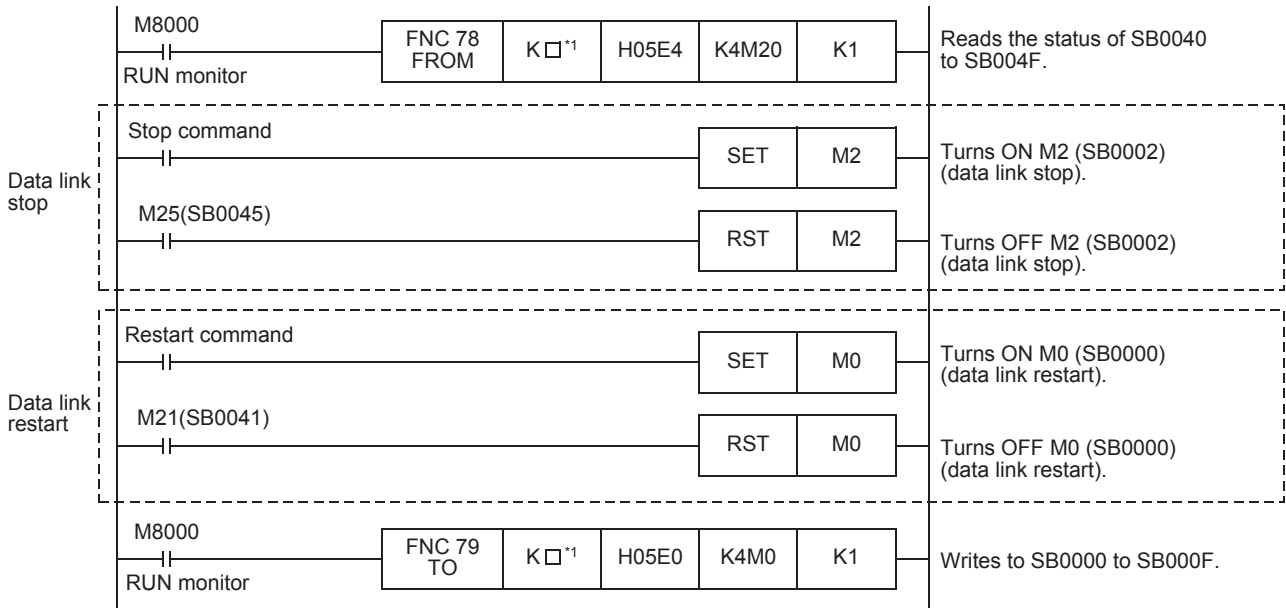 M8000
RUN monitor
FNC 78
FROM
K□*1
H05E4
K4M20
K1
Reads the status of SB0040
to SB004F.
Data link
stop
Stop command
SET
M2
Turns ON M2 (SB0002)
(data link stop).
M25(SB0045)
RST
M2
Turns OFF M2 (SB0002)
(data link stop).
Data link
restart
Restart command
SET
M0
Turns ON M0 (SB0000)
(data link restart).
M21(SB0041)
RST
M0
Turns OFF M0 (SB0000)
(data link restart).
M8000
RUN monitor
FNC 79
TO
K□*1
H05E0
K4M0
K1
Writes to SB0000 to SB000F.